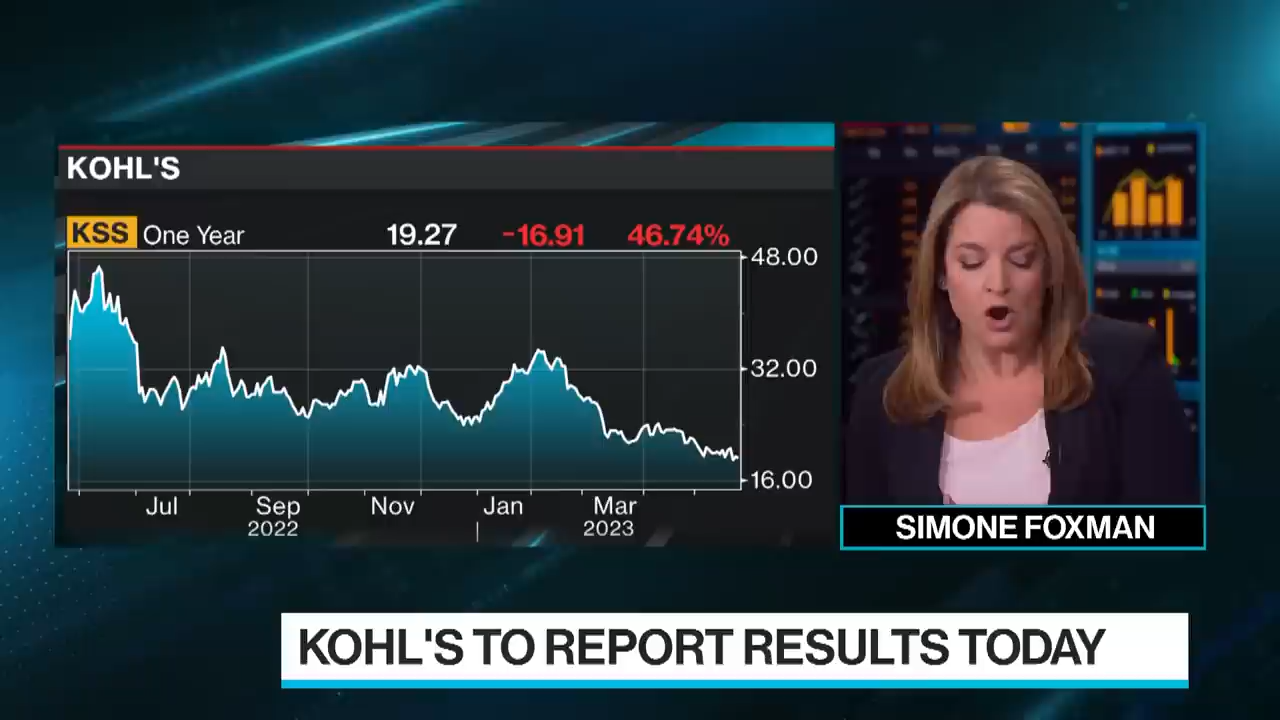 KOHL'S
KSS One Year 19.27 -16.91 46.74%
48.00
32.00
16.00
Jul Sep Nov Jan Mar
2022 2023
SIMONE FOXMAN
KOHL'S TO REPORT RESULTS TODAY